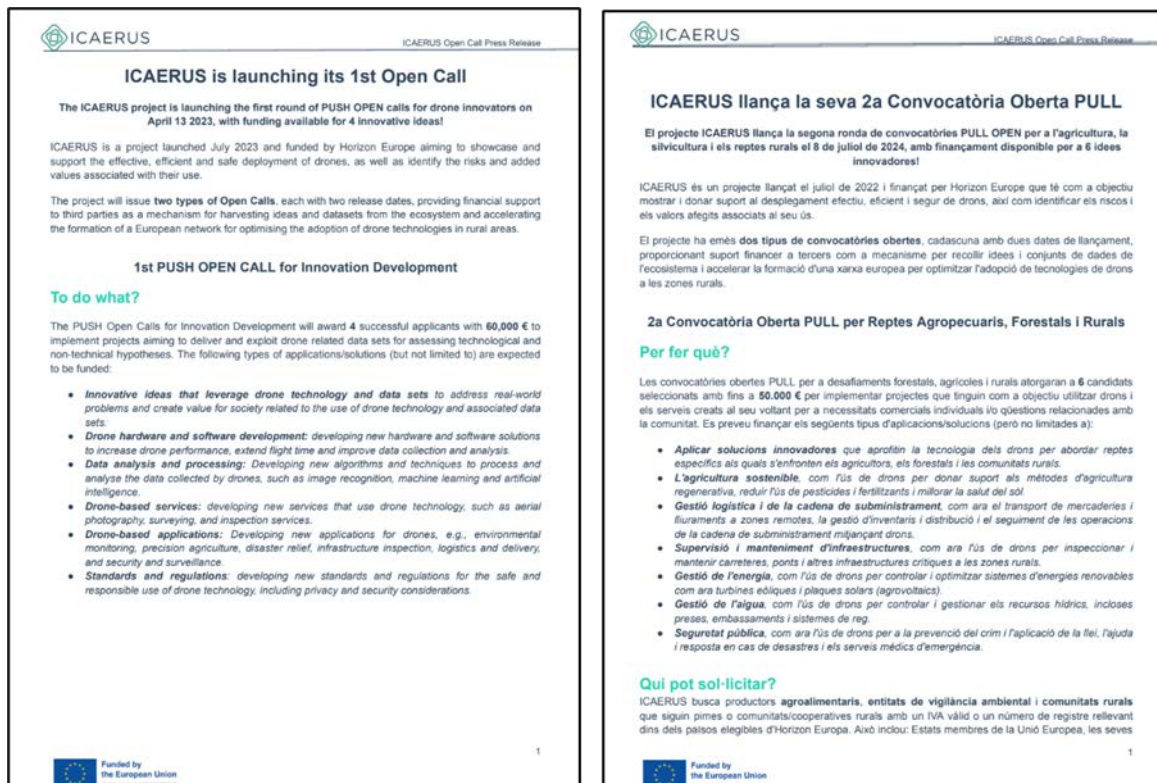 ICAERUS
ICAERUS Open Call Press Release
ICAERUS is launching its 1st Open Call
The ICAERUS project is launching the first round of PUSH OPEN calls for drone innovators on
April 13 2023, with funding available for 4 innovative ideas!
ICAERUS is a project launched July 2023 and funded by Horizon Europe aiming to showcase and
support the effective, efficient and safe deployment of drones, as well as identify the risks and added
values associated with their use.
The project will issue two types of Open Calls, each with two release dates, providing financial support
to third parties as a mechanism for harvesting ideas and datasets from the ecosystem and accelerating
the formation of a European network for optimising the adoption of drone technologies in rural areas.
1st PUSH OPEN CALL for Innovation Development
To do what?
The PUSH Open Calls for Innovation Development will award 4 successful applicants with 60,000 € to
implement projects aiming to deliver and exploit drone related data sets for assessing technological and
non-technical hypotheses. The following types of applications/solutions (but not limited to) are expected
to be funded:
● Innovative ideas that leverage drone technology and data sets to address real-world
problems and create value for society related to the use of drone technology and associated data
sets.
● Drone hardware and software development: developing new hardware and software solutions
to increase drone performance, extend flight time and improve data collection and analysis.
● Data analysis and processing: Developing new algorithms and techniques to process and
analyse the data collected by drones, such as image recognition, machine learning and artificial
intelligence.
● Drone-based services: developing new services that use drone technology, such as aerial
photography, surveying, and inspection services.
● Drone-based applications: Developing new applications for drones, e.g., environmental
monitoring, precision agriculture, disaster relief, infrastructure inspection, logistics and delivery,
and security and surveillance.
● Standards and regulations: developing new standards and regulations for the safe and
responsible use of drone technology, including privacy and security considerations.
1
Funded by
the European Union
ICAERUS
ICAERUS Open Call Press Release
ICAERUS llança la seva 2a Convocatòria Oberta PULL
El projecte ICAERUS llança la segona ronda de convocatòries PULL OPEN per a l'agricultura, la
silvicultura i els reptes rurals el 8 de juliol de 2024, amb finançament disponible per a 6 idees
innovadores!
ICAERUS és un projecte llançat el juliol de 2022 i finançat per Horizon Europe que té com a objectiu
mostrar i donar suport al desplegament efectiu, eficient i segur de drons, així com identificar els riscos i
els valors afegits associats al seu ús.
El projecte ha emès dos tipus de convocatòries obertes, cadascuna amb dues dates de llançament,
proporcionant suport financer a tercers com a mecanisme per recollir idees i conjunts de dades de
l'ecosistema i accelerar la formació d'una xarxa europea per optimitzar l'adopció de tecnologies de drons
a les zones rurals.
2a Convocatòria Oberta PULL per Reptes Agropecuaris, Forestals i Rurals
Per fer què?
Les convocatòries obertes PULL per a desafiaments forestals, agrícoles i rurals atorgaran a 6 candidats
seleccionats amb fins a 50.000 € per implementar projectes que tinguin com a objectiu utilitzar drons i
els serveis creats al seu voltant per a necessitats comercials individuals i/o qüestions relacionades amb
la comunitat. Es preveu finançar els següents tipus d'aplicacions/solucions (però no limitades a):
● Aplicar solucions innovadores que aprofitin la tecnologia dels drons per abordar reptes
específics als quals s'enfronten els agricultors, els forestals i les comunitats rurals.
● L'agricultura sostenible, com l'ús de drons per donar suport als mètodes d'agricultura
regenerativa, reduir l'ús de pesticides i fertilitzants i millorar la salut del sòl.
● Gestió logística i de la cadena de subministrament, com ara el transport de mercaderies i
lliuraments a zones remotes, la gestió d'inventaris i distribució i el seguiment de les operacions
de la cadena de subministrament mitjançant drons.
● Supervisió i manteniment d'infraestructures, com ara l'ús de drons per inspeccionar i
mantenir carreteres, ponts i altres infraestructures crítiques a les zones rurals.
● Gestió de l'energia, com l'ús de drons per controlar i optimitzar sistemes d'energies renovables
com ara turbines eòliques i plaques solars (agrovoltaics).
● Gestió de l'aigua, com l'ús de drons per controlar i gestionar els recursos hídrics, incloses
preses, embassaments i sistemes de reg.
● Seguretat pública, com ara l'ús de drons per a la prevenció del crim i l'aplicació de la llei, l'ajuda
i resposta en cas de desastres i els serveis mèdics d'emergència.
Qui pot sol·licitar?
ICAERUS busca productors agroalimentaris, entitats de vigilància ambiental i comunitats rurals
que siguin pimes o comunitats/cooperatives rurals amb un IVA vàlid o un número de registre rellevant
dins dels països elegibles d'Horizon Europa. Això inclou: Estats membres de la Unió Europea, les seves
1
Funded by
the European Union